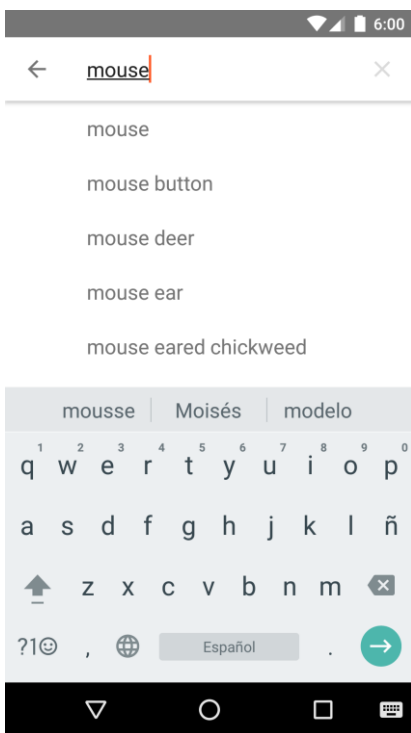 6:00
mouse
mouse
mouse button
mouse deer
mouse ear
mouse eared chickweed
mousse Moisés modelo
1 2 3 4 5 6 7 8 9 0
q w e r t y u i o p
a s d f g h j k l ñ
z x c v b n m
?1☺ , Español .